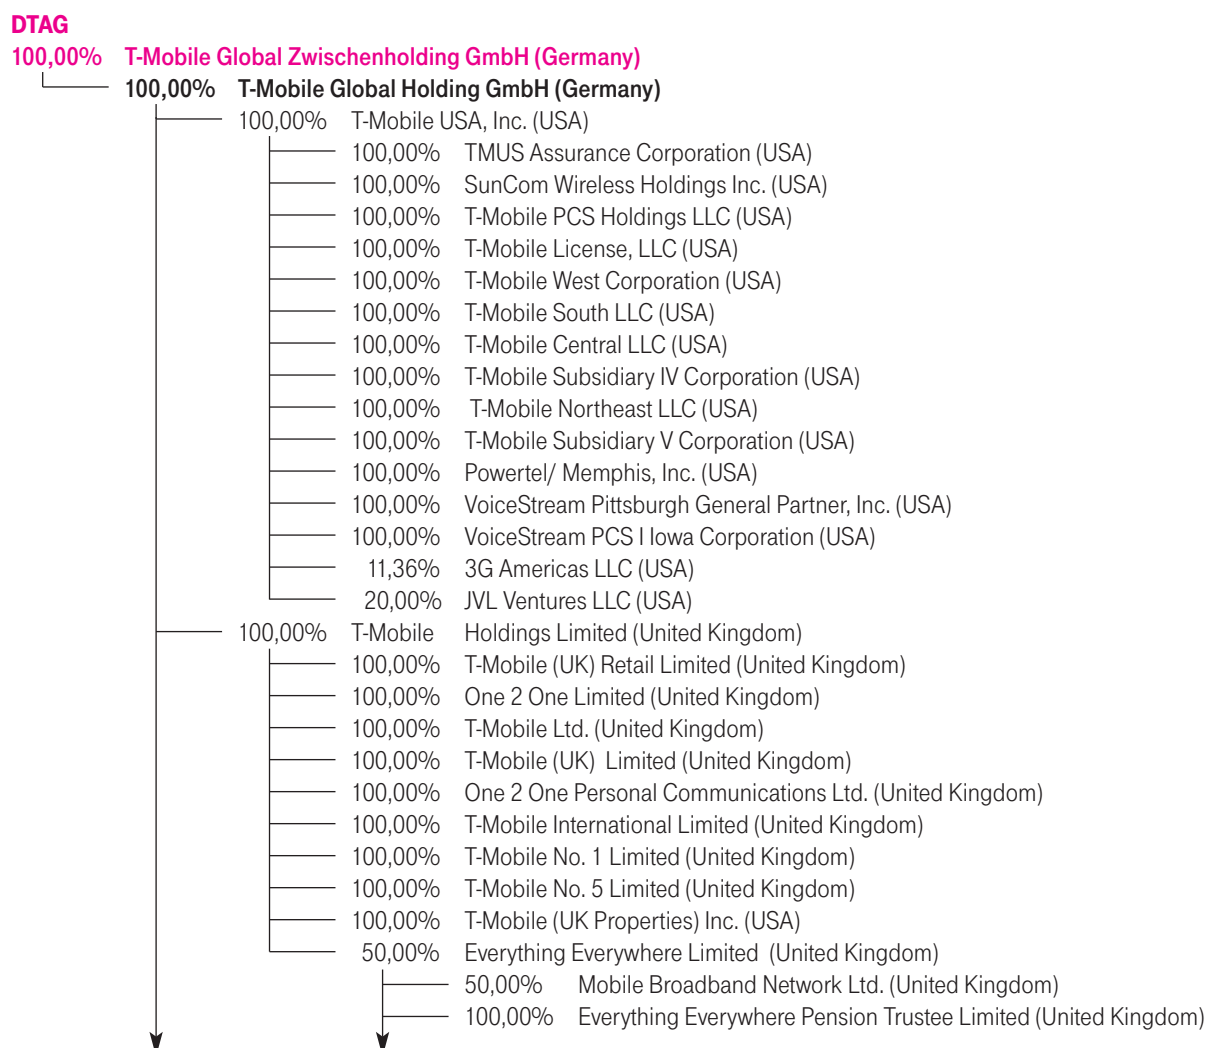 DTAG
100,00% T-Mobile Global Zwischenholding GmbH (Germany)
100,00% T-Mobile Global Holding GmbH (Germany)
100,00% T-Mobile USA, Inc. (USA)
100,00% TMUS Assurance Corporation (USA)
100,00% SunCom Wireless Holdings Inc. (USA)
100,00% T-Mobile PCS Holdings LLC (USA)
100,00% T-Mobile License, LLC (USA)
100,00% T-Mobile West Corporation (USA)
100,00% T-Mobile South LLC (USA)
100,00% T-Mobile Central LLC (USA)
100,00% T-Mobile Subsidiary IV Corporation (USA)
100,00% T-Mobile Northeast LLC (USA)
100,00% T-Mobile Subsidiary V Corporation (USA)
100,00% Powertel/ Memphis, Inc. (USA)
100,00% VoiceStream Pittsburgh General Partner, Inc. (USA)
100,00% VoiceStream PCS I Iowa Corporation (USA)
11,36% 3G Americas LLC (USA)
20,00% JVL Ventures LLC (USA)
100,00% T-Mobile Holdings Limited (United Kingdom)
100,00% T-Mobile (UK) Retail Limited (United Kingdom)
100,00% One 2 One Limited (United Kingdom)
100,00% T-Mobile Ltd. (United Kingdom)
100,00% T-Mobile (UK) Limited (United Kingdom)
100,00% One 2 One Personal Communications Ltd. (United Kingdom)
100,00% T-Mobile International Limited (United Kingdom)
100,00% T-Mobile No. 1 Limited (United Kingdom)
100,00% T-Mobile No. 5 Limited (United Kingdom)
100,00% T-Mobile (UK Properties) Inc. (USA)
50,00% Everything Everywhere Limited (United Kingdom)
50,00% Mobile Broadband Network Ltd. (United Kingdom)
100,00% Everything Everywhere Pension Trustee Limited (United Kingdom)